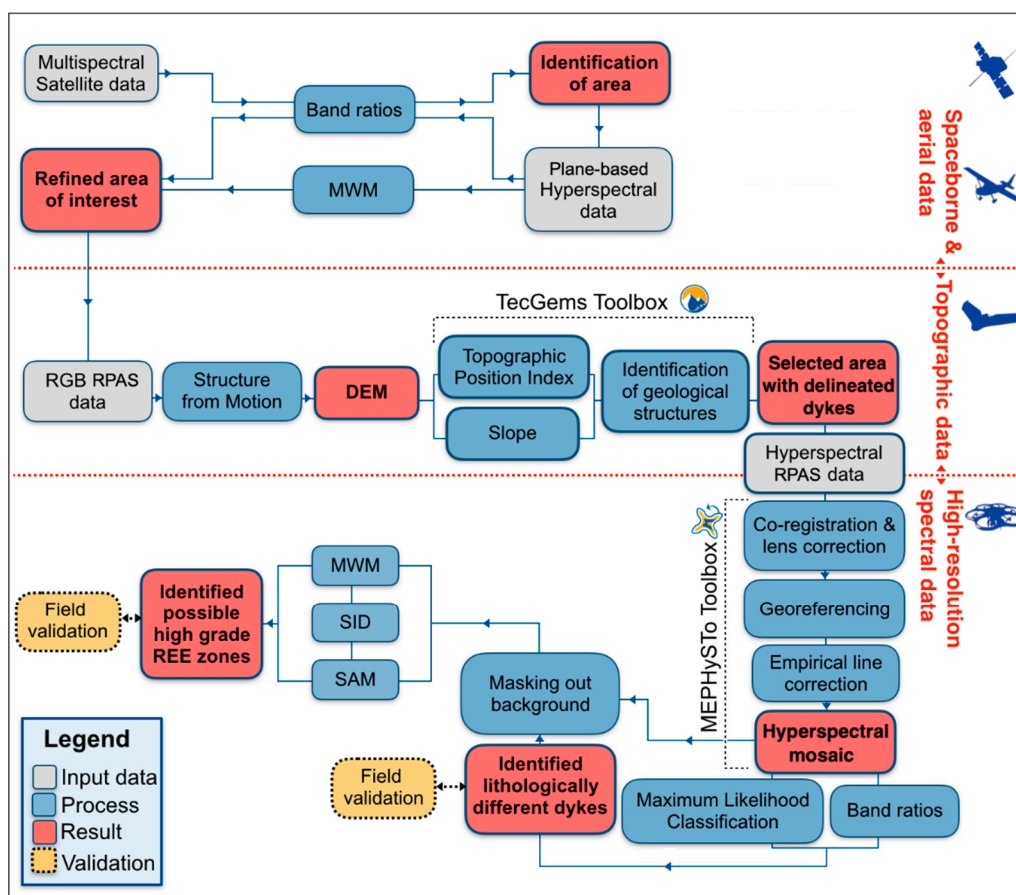 Multispectral
Satellite data
Band ratios
Identification
of area
Refined area
of interest
MWM
Plane-based
Hyperspectral
data
Spaceborne &
aerial data
TecGems Toolbox
RGB RPAS
data
Structure
from Motion
DEM
Topographic
Position Index
Slope
Identification
of geological
structures
Selected area
with delineated
dykes
Topographic data
Hyperspectral
RPAS data
High-resolution
spectral data
MEPHySTo Toolbox
Co-registration &
lens correction
Georeferencing
Empirical line
correction
Hyperspectral
mosaic
Maximum Likelihood
Classification
Band ratios
Masking out
background
Identified
lithologically
different dykes
Field
validation
MWM
SID
SAM
Identified
possible
high grade
REE zones
Field
validation
Legend
Input data
Process
Result
Validation